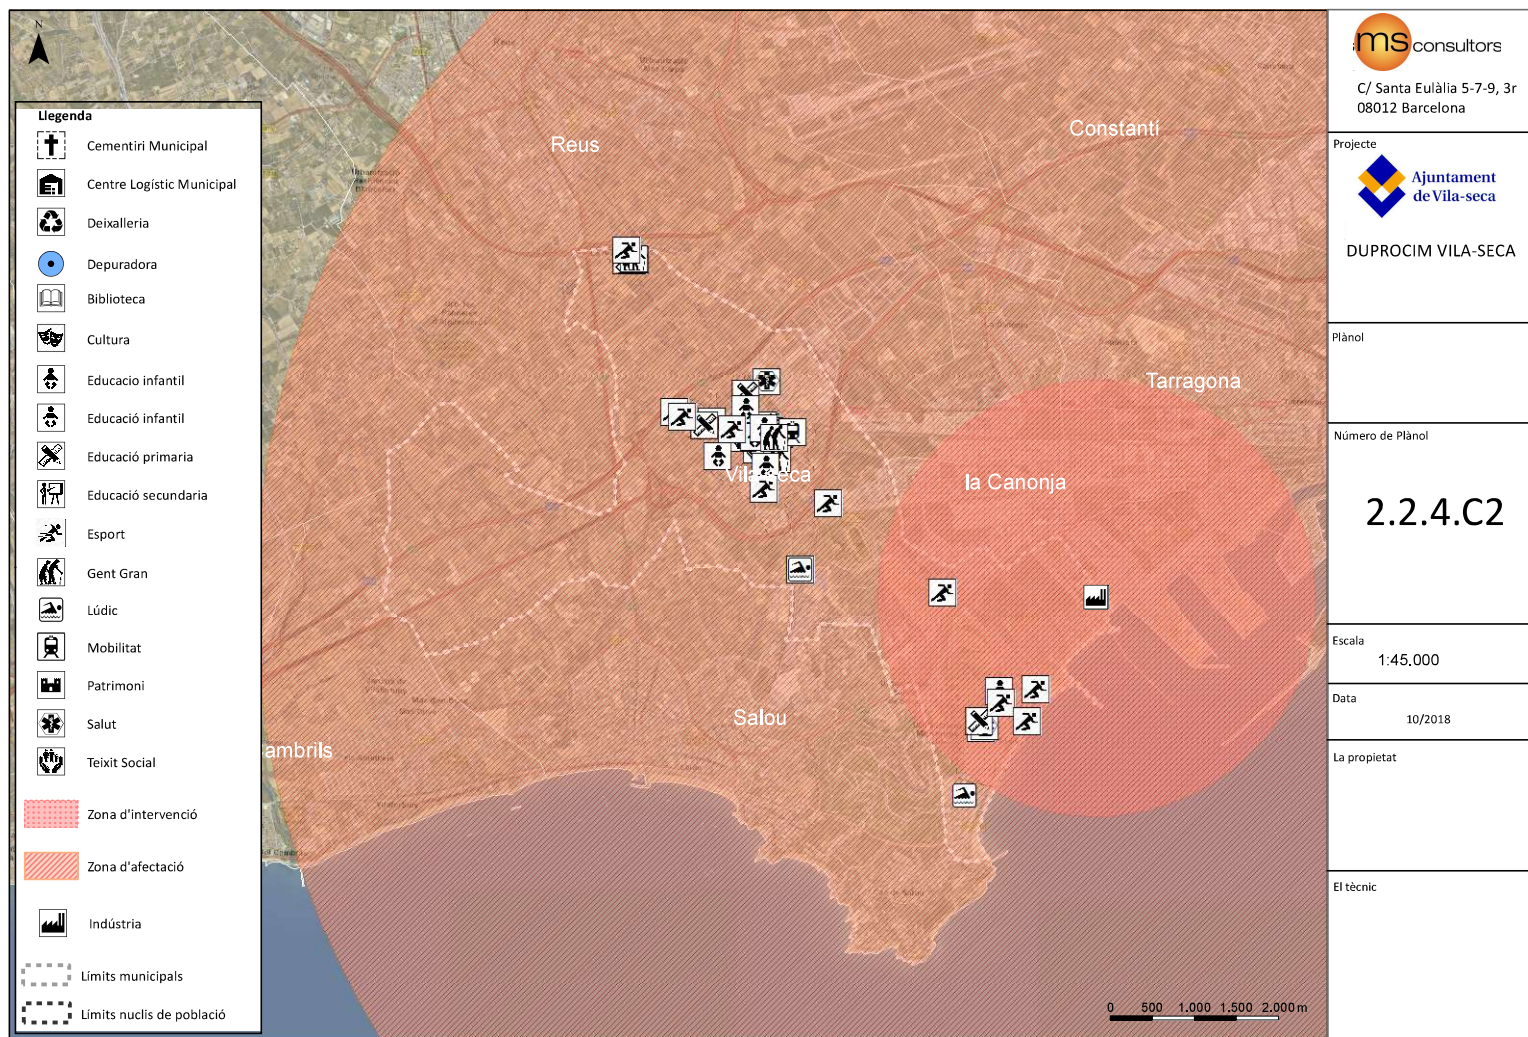 N
Llegenda
Cementiri Municipal
Centre Logístic Municipal
Deixalleria
Depuradora
Biblioteca
Cultura
Educacio infantil
Educació infantil
Educació primaria
Educació secundaria
Esport
Gent Gran
Lúdic
Mobilitat
Patrimoni
Salut
Teixit Social
Zona d'intervenció
Zona d'afectació
Indústria
Límits municipals
Límits nuclis de població
Reus
Constantí
Tarragona
Vila-seca
la Canonja
Salou
ambrils
0 500 1.000 1.500 2.000 m
ms consultors
C/ Santa Eulàlia 5-7-9, 3r
08012 Barcelona
Projecte
Ajuntament
de Vila-seca
DUPROCIM VILA-SECA
Plànol
Número de Plànol
2.2.4.C2
Escala
1:45.000
Data
10/2018
La propietat
El tècnic